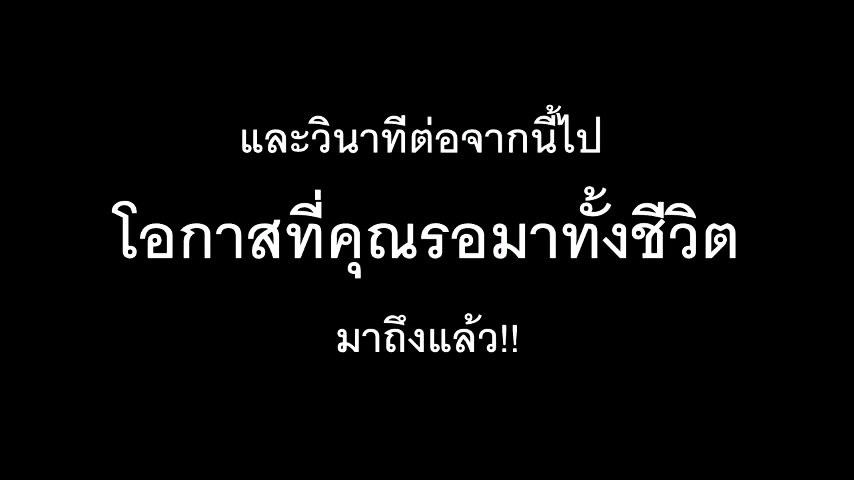 และวินาทีต่อจากนี้ไป
โอกาสที่คุณรอมาทั้งชีวิต
มาถึงแล้ว!!